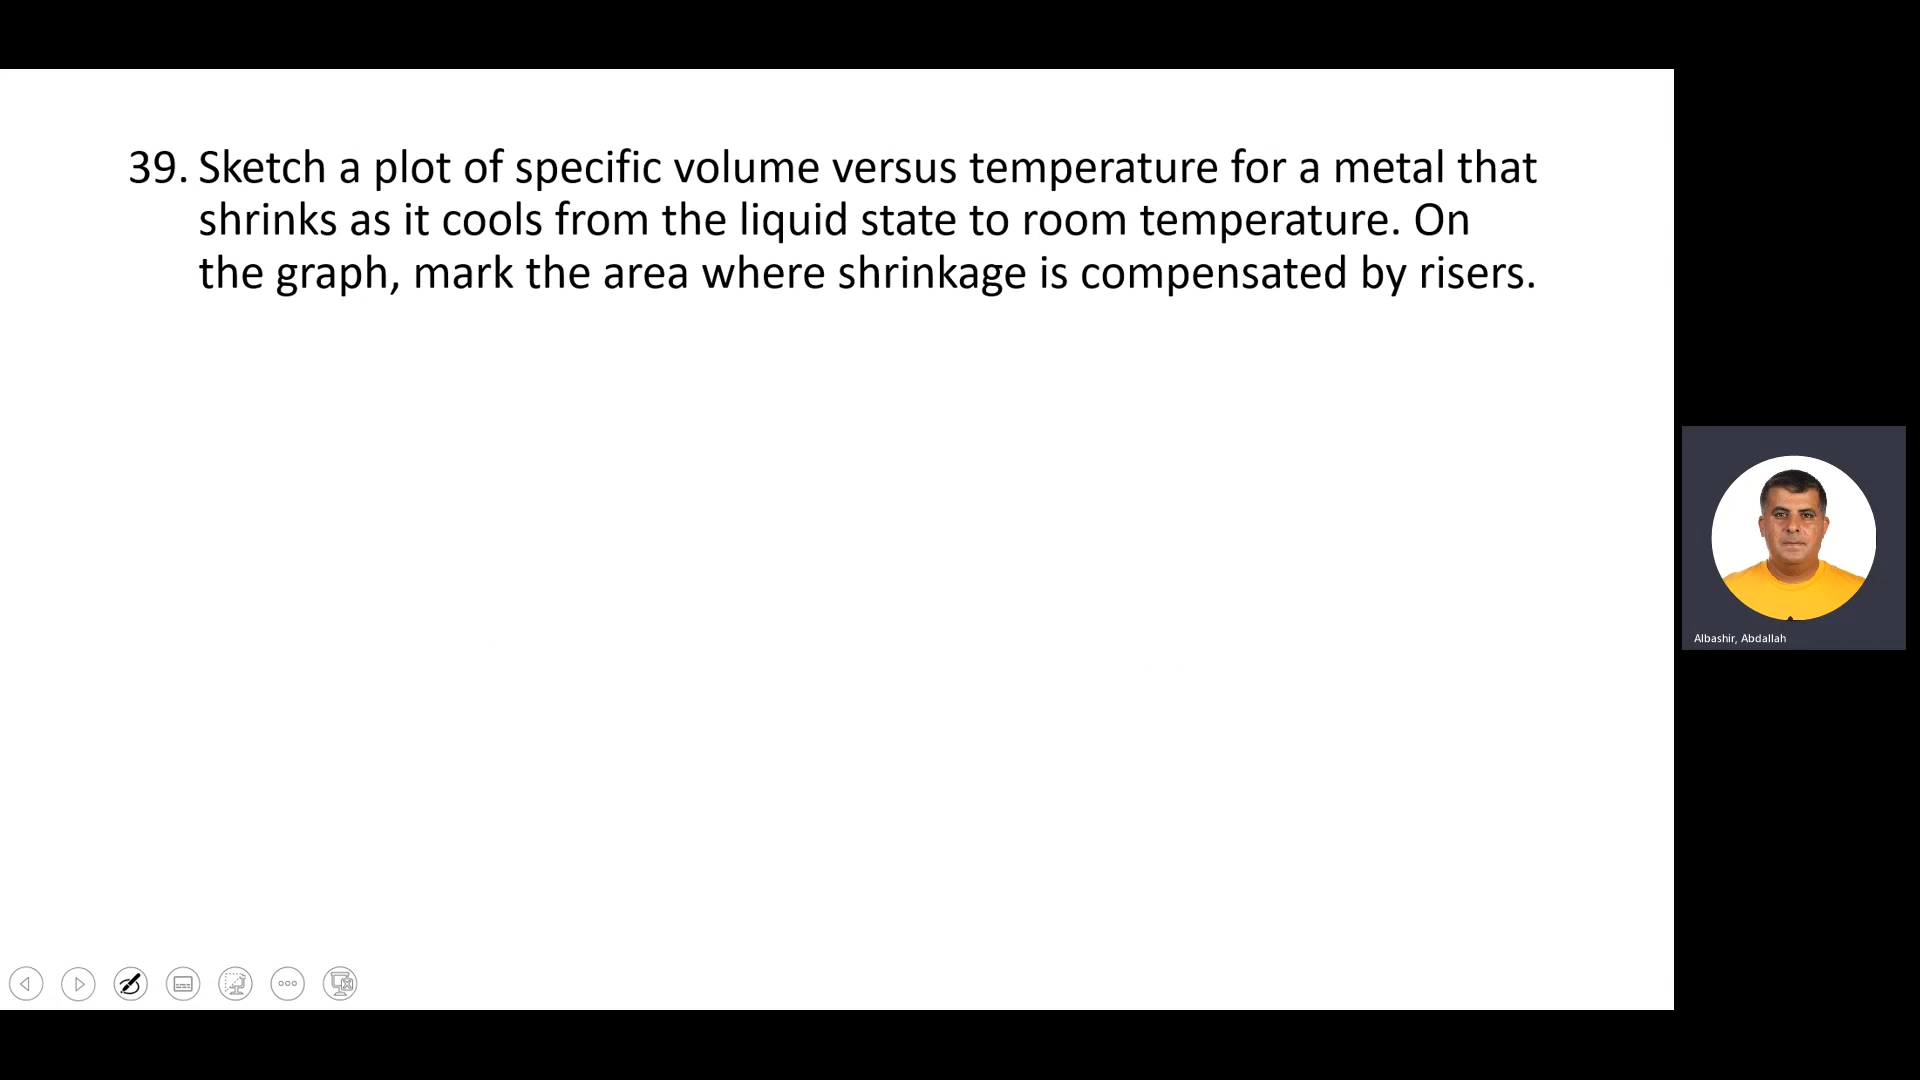 39. Sketch a plot of specific volume versus temperature for a metal that
shrinks as it cools from the liquid state to room temperature. On
the graph, mark the area where shrinkage is compensated by risers.
Albashir, Abdallah